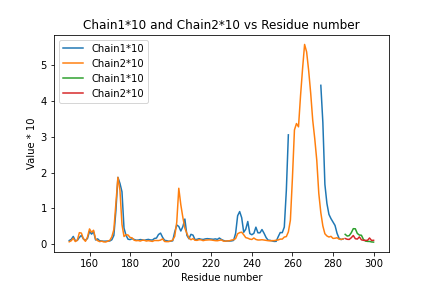 Chain1*10 and Chain2*10 vs Residue number
Chain1*10
Chain2*10
Chain1*10
Chain2*10
Value * 10
5
4
3
2
1
0
160 180 200 220 240 260 280 300
Residue number